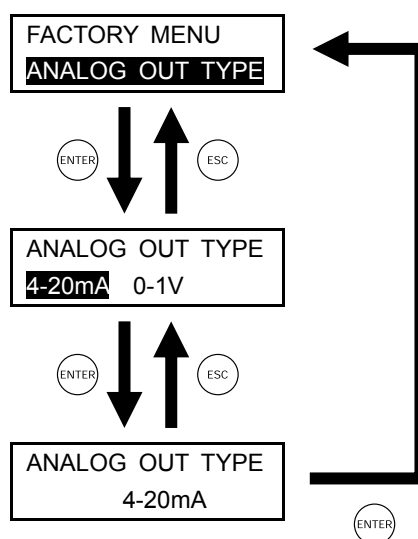 FACTORY MENU
ANALOG OUT TYPE
ENTER
ESC
ANALOG OUT TYPE
4-20mA 0-1V
ENTER
ESC
ANALOG OUT TYPE
4-20mA
ENTER